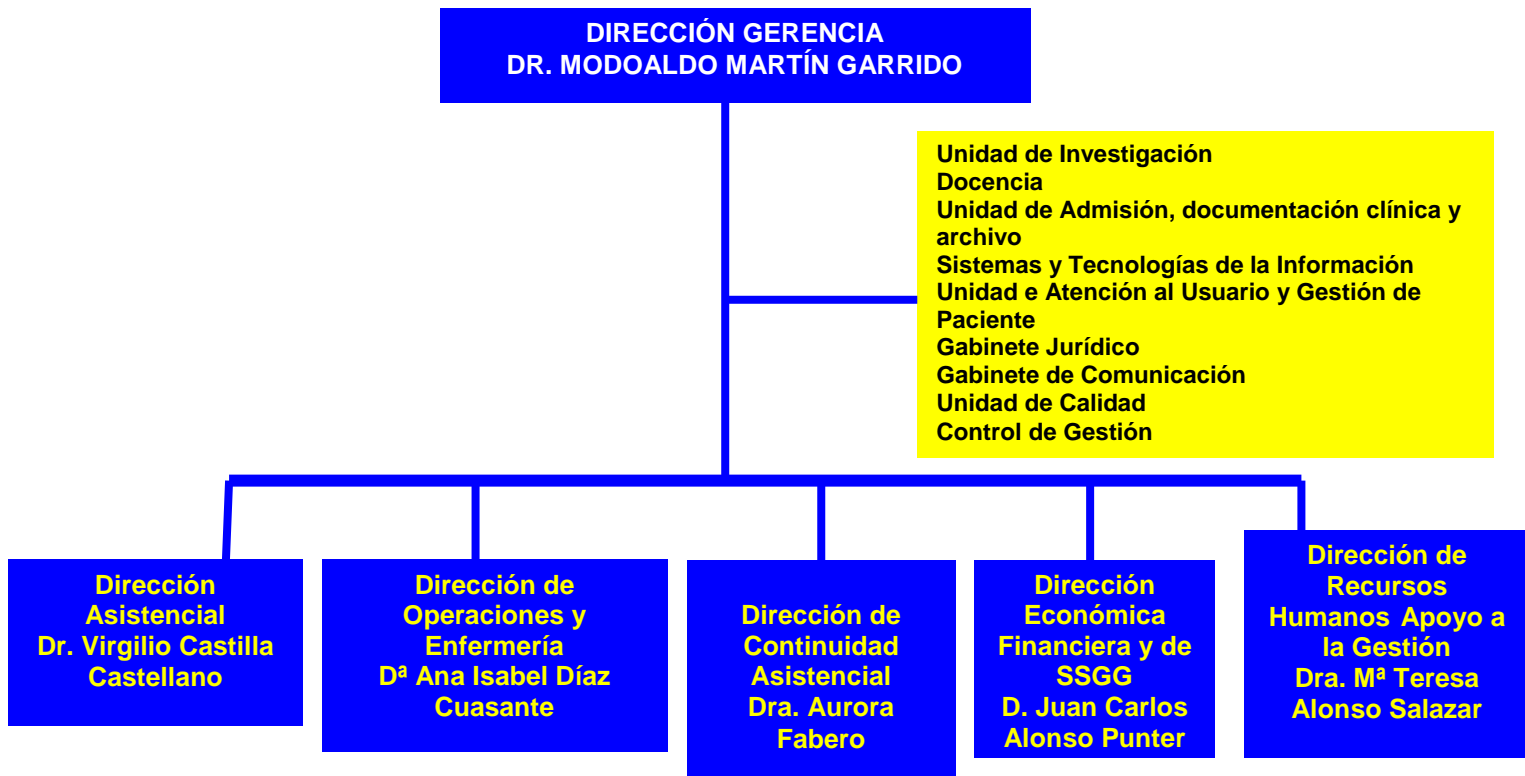 DIRECCIÓN GERENCIA
DR. MODOALDO MARTÍN GARRIDO
Unidad de Investigación
Docencia
Unidad de Admisión, documentación clínica y
archivo
Sistemas y Tecnologías de la Información
Unidad e Atención al Usuario y Gestión de
Paciente
Gabinete Jurídico
Gabinete de Comunicación
Unidad de Calidad
Control de Gestión
Dirección
Asistencial
Dr. Virgilio Castilla
Castellano
Dirección de
Operaciones y
Enfermería
Dª Ana Isabel Díaz
Cuasante
Dirección de
Continuidad
Asistencial
Dra. Aurora
Fabero
Dirección
Económica
Financiera y de
SSGG
D. Juan Carlos
Alonso Punter
Dirección de
Recursos
Humanos Apoyo a
la Gestión
Dra. Mª Teresa
Alonso Salazar